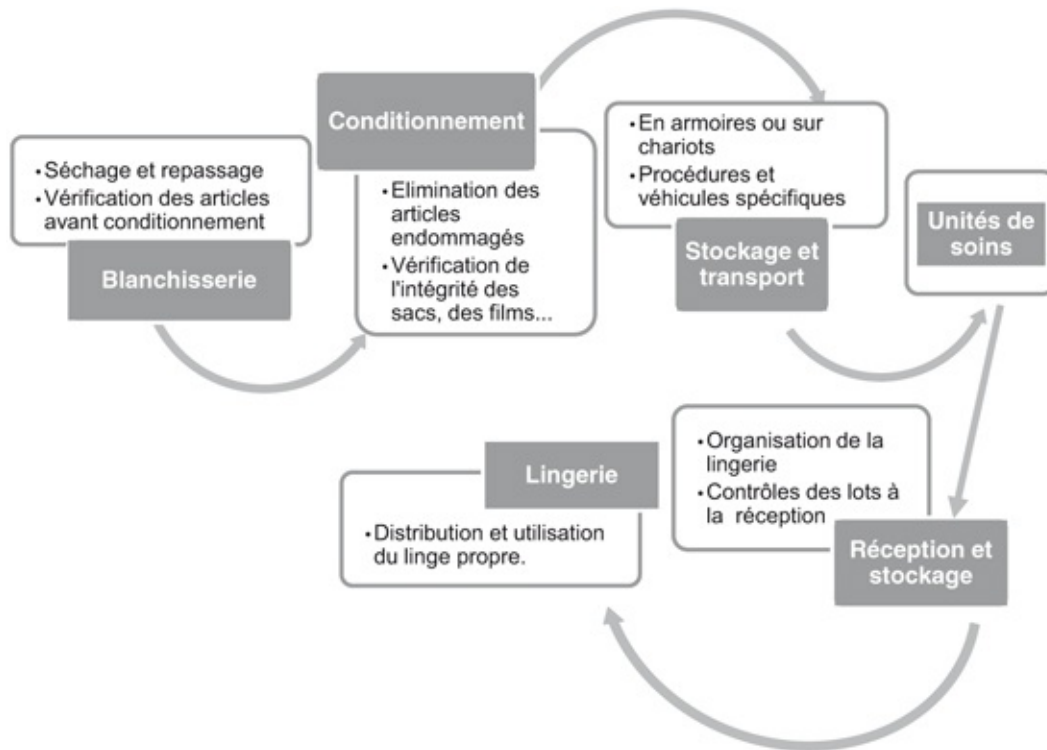 • Séchage et repassage
• Vérification des articles
avant conditionnement
Blanchisserie
Conditionnement
• Elimination des
articles
endommagés
• Vérification de
l'intégrité des
sacs, des films...
• En armoires ou sur
chariots
• Procédures et
véhicules spécifiques
Stockage et
transport
Unités de
soins
• Organisation de la
lingerie
• Contrôles des lots à
la réception
Réception et
stockage
Lingerie
• Distribution et utilisation
du linge propre.